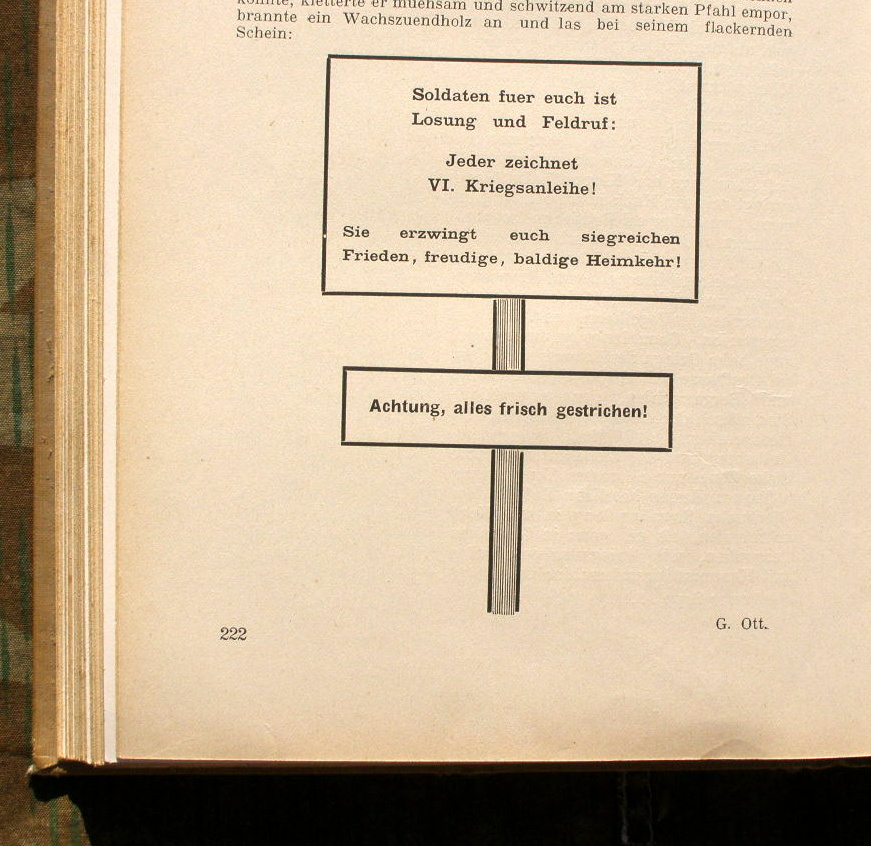 konnte, kletterte er muehsam und schwitzend am starken Pfahl empor,
brannte ein Wachszuendholz an und las bei seinem flackernden
Schein:
Soldaten fuer euch ist
Losung und Feldruf:
Jeder zeichnet
VI. Kriegsanleihe!
Sie erzwingt euch siegreichen
Frieden, freudige, baldige Heimkehr!
Achtung, alles frisch gestrichen!
222
G. Ott.